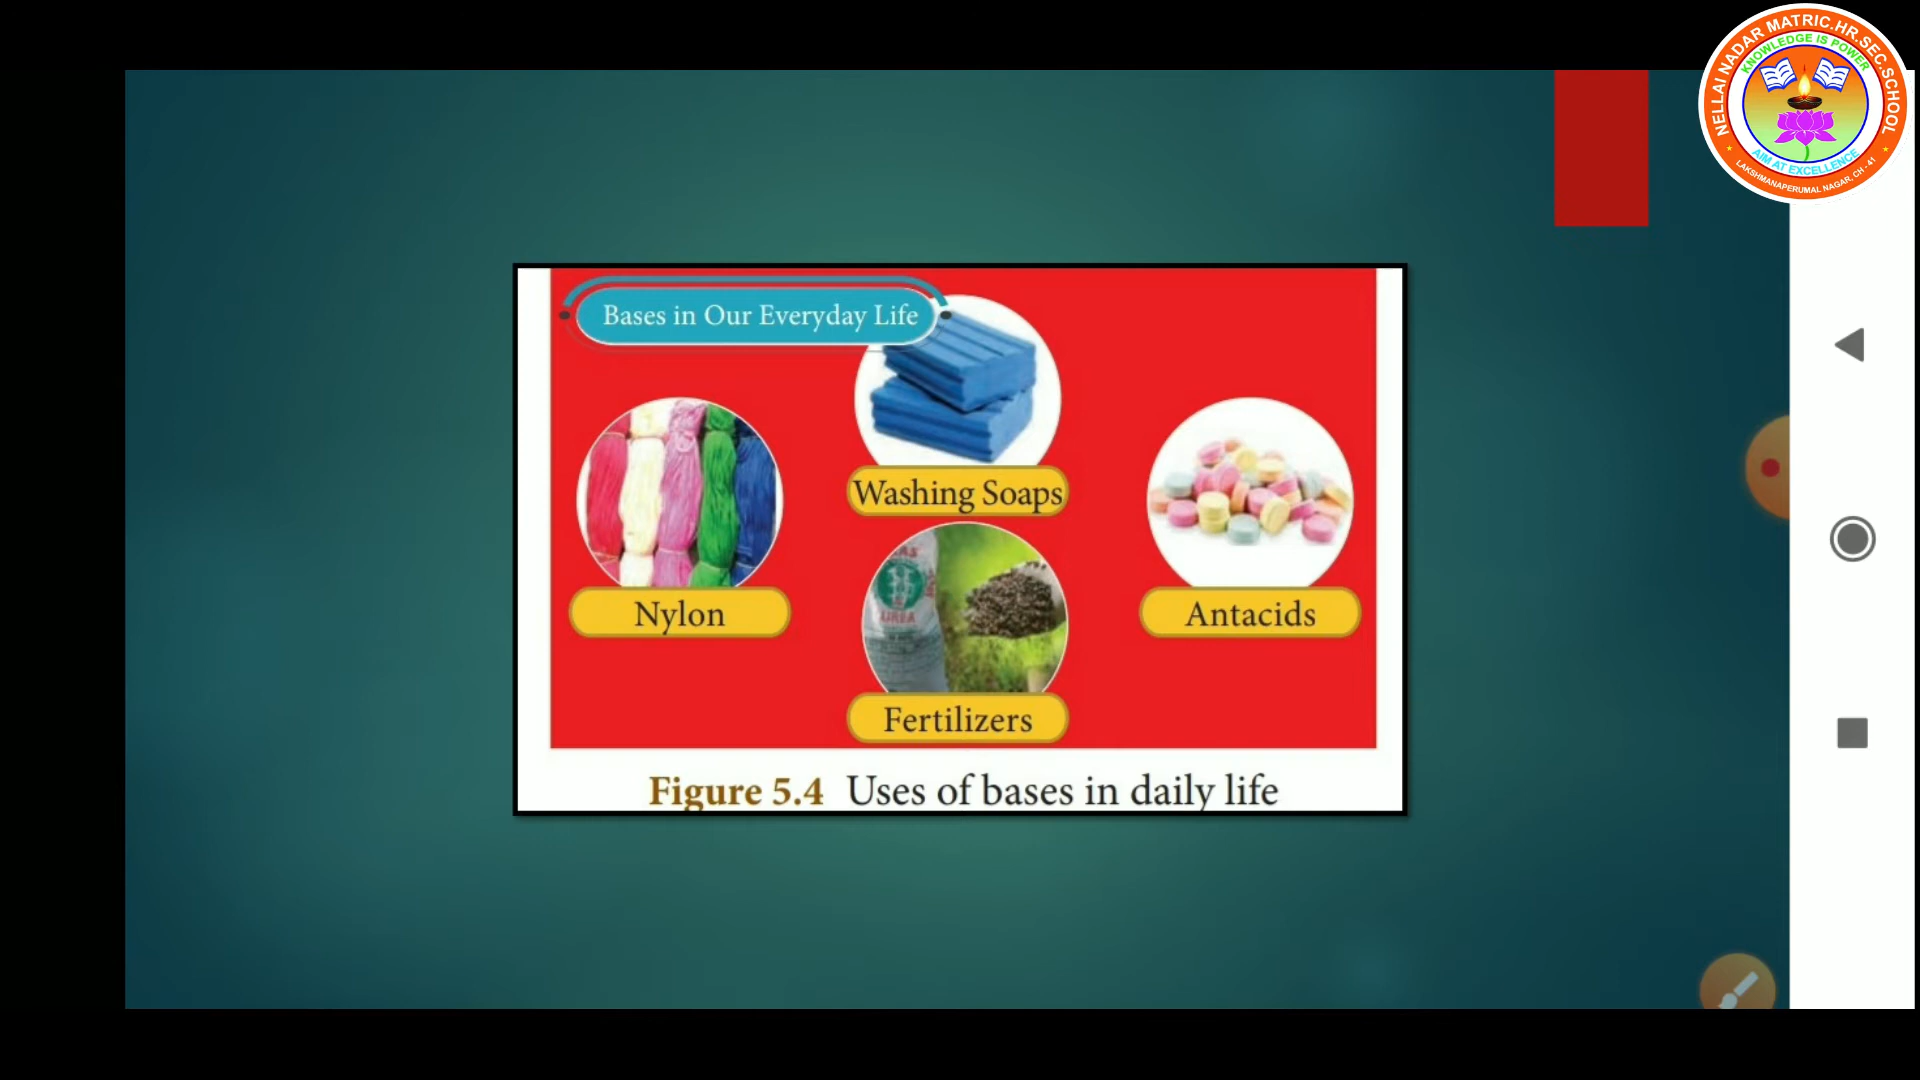 NELLAI NADAR MATRIC.HR.SEC.SCHOOL
KNOWLEDGE IS POWER
AIM AT EXCELLENCE
LAKSHMANAPERUMAL NAGAR, CH - 41
Bases in Our Everyday Life
Washing Soaps
Nylon
Antacids
UREA
Fertilizers
Figure 5.4 Uses of bases in daily life